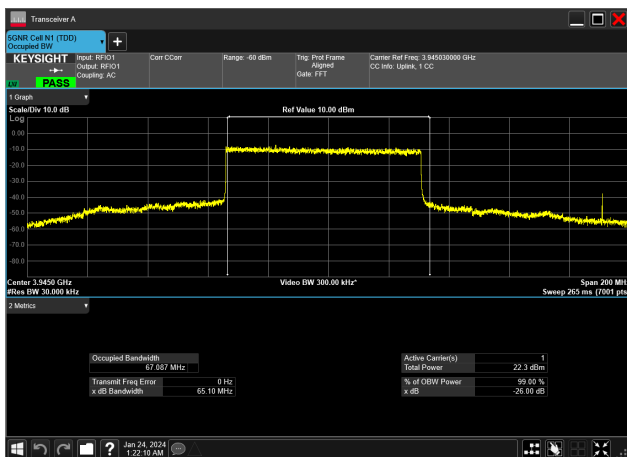 Transceiver A
5GNR Cell N1 (TDD)
Occupied BW
KEYSIGHT
LXI
PASS
Input: RFIO1
Output: RFIO1
Coupling: AC
Corr CCorr
Range: -60 dBm
Trig: Prot Frame
Aligned
Gate: FFT
Carrier Ref Freq: 3.945030000 GHz
CC Info: Uplink, 1 CC
1 Graph
Scale/Div 10.0 dB
Ref Value 10.00 dBm
Log
0.00
-10.0
-20.0
-30.0
-40.0
-50.0
-60.0
-70.0
-80.0
Center 3.9450 GHz
#Res BW 30.000 kHz
Video BW 300.00 kHz*
Span 200 MHz
Sweep 265 ms (7001 pts
2 Metrics
Occupied Bandwidth
67.087 MHz
Transmit Freq Error 0 Hz
x dB Bandwidth 65.10 MHz
Active Carrier(s) 1
Total Power 22.3 dBm
% of OBW Power 99.00 %
x dB -26.00 dB
?
Jan 24, 2024
1:22:10 AM